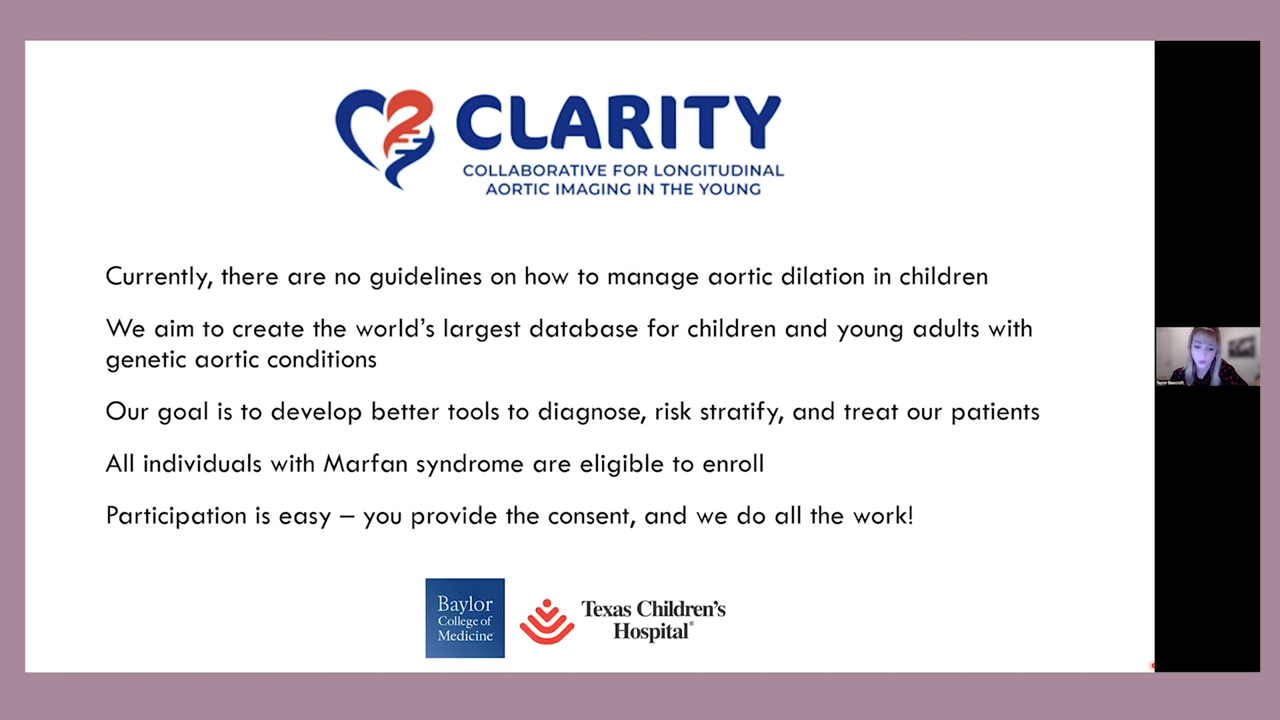 CLARITY
COLLABORATIVE FOR LONGITUDINAL
AORTIC IMAGING IN THE YOUNG
Currently, there are no guidelines on how to manage aortic dilation in children
We aim to create the world's largest database for children and young adults with
genetic aortic conditions
Our goal is to develop better tools to diagnose, risk stratify, and treat our patients
All individuals with Marfan syndrome are eligible to enroll
Participation is easy – you provide the consent, and we do all the work!
Taylor Beecroft
Baylor
College of
Medicine
Texas Children's
Hospital®